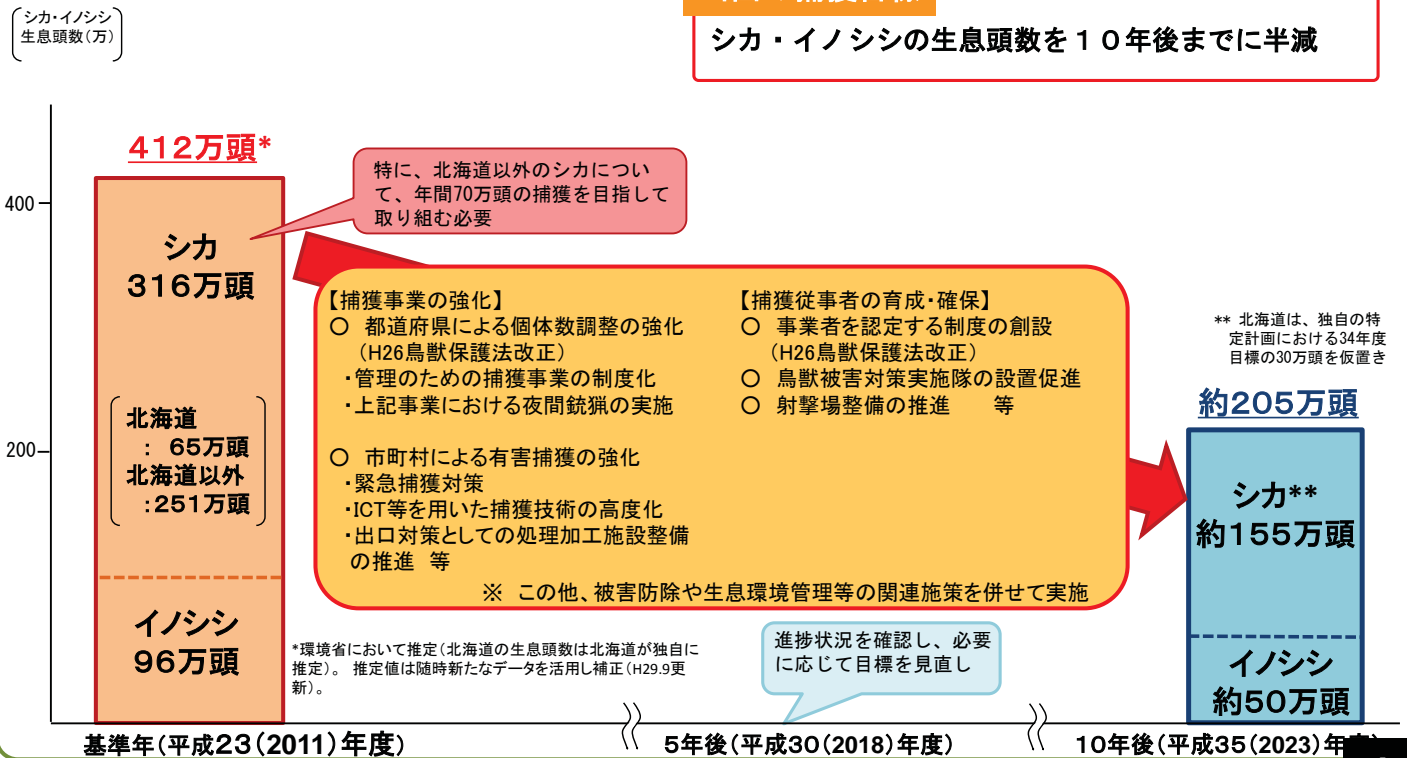 シカ・イノシシ
生息頭数(万)
シカ・イノシシの生息頭数を10年後までに半減
412万頭*
特に、北海道以外のシカについ
て、年間70万頭の捕獲を目指して
取り組む必要
400
シカ
316万頭
北海道
： 65万頭
北海道以外
：251万頭
200
イノシシ
96万頭
【捕獲事業の強化】
○ 都道府県による個体数調整の強化
(H26鳥獣保護法改正)
・管理のための捕獲事業の制度化
・上記事業における夜間銃猟の実施
○ 市町村による有害捕獲の強化
・緊急捕獲対策
・ICT等を用いた捕獲技術の高度化
・出口対策としての処理加工施設整備
の推進 等
【捕獲従事者の育成・確保】
○ 事業者を認定する制度の創設
(H26鳥獣保護法改正)
○ 鳥獣被害対策実施隊の設置促進
○ 射撃場整備の推進 等
※ この他、被害防除や生息環境管理等の関連施策を併せて実施
** 北海道は、独自の特
定計画における34年度
目標の30万頭を仮置き
約205万頭
シカ**
約155万頭
イノシシ
約50万頭
*環境省において推定(北海道の生息頭数は北海道が独自に
推定)。 推定値は随時新たなデータを活用し補正(H29.9更
新)。
進捗状況を確認し、必要
に応じて目標を見直し
基準年(平成23(2011)年度)
5年後(平成30(2018)年度)
10年後(平成35(2023)年